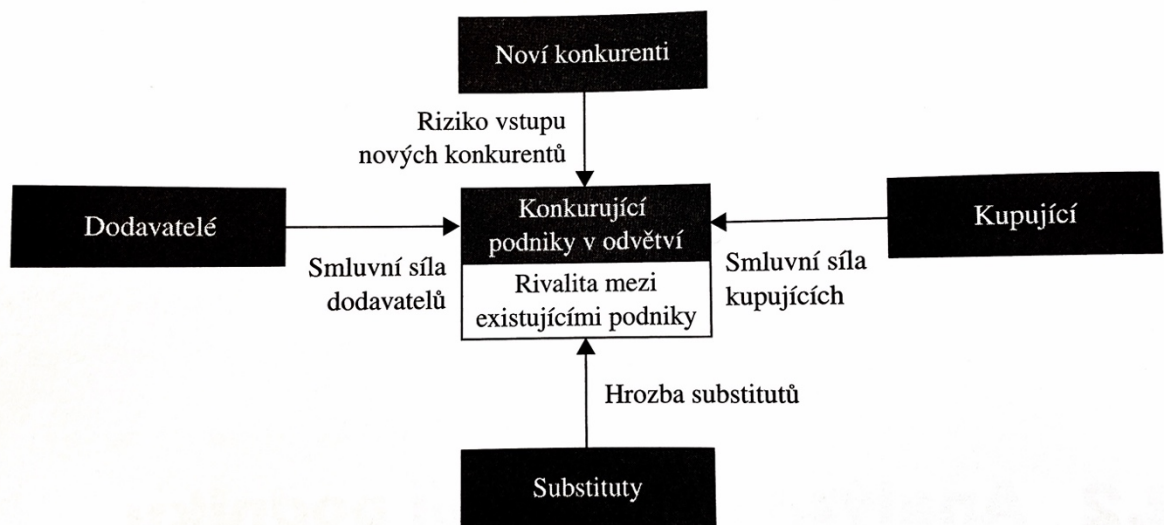 Noví konkurenti
Riziko vstupu
nových konkurentů
Dodavatelé
Smluvní síla
dodavatelů
Konkurující
podniky v odvětví
Rivalita mezi
existujícími podniky
Kupující
Smluvní síla
kupujících
Hrozba substitutů
Substituty